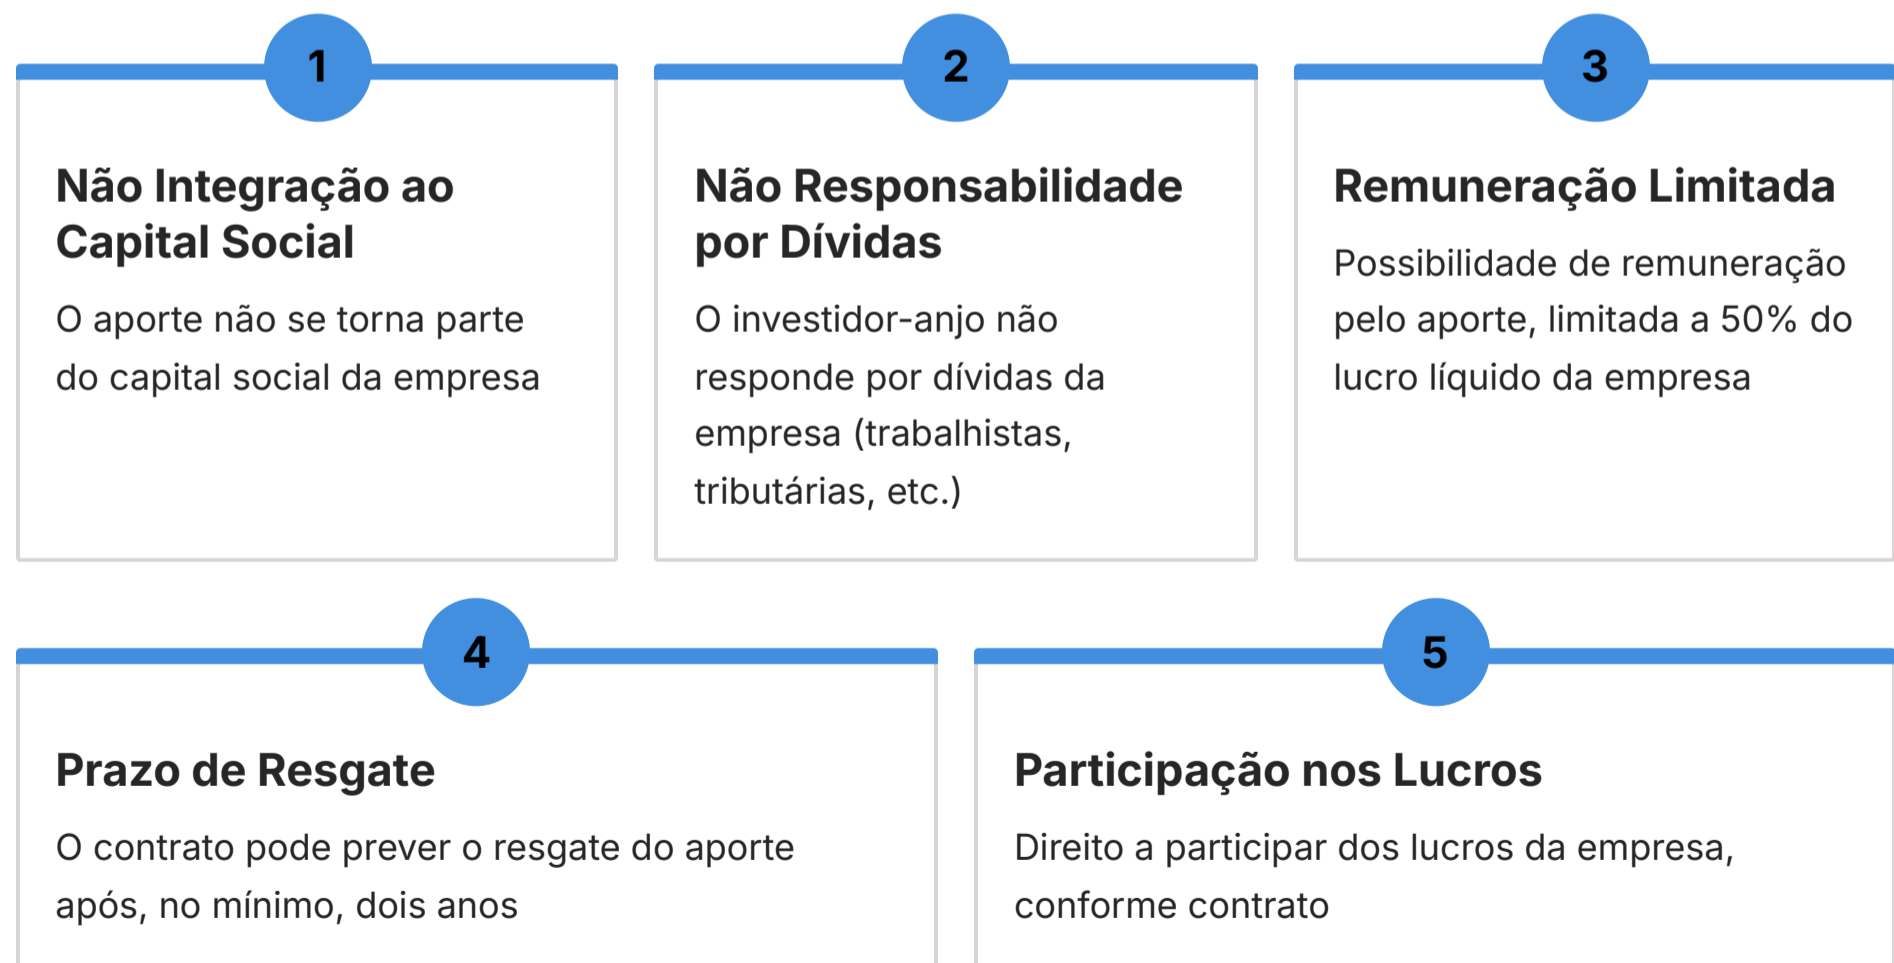 1
Não Integração ao
Capital Social
O aporte não se torna parte
do capital social da empresa
2
Não Responsabilidade
por Dívidas
O investidor-anjo não
responde por dívidas da
empresa (trabalhistas,
tributárias, etc.)
3
Remuneração Limitada
Possibilidade de remuneração
pelo aporte, limitada a 50% do
lucro líquido da empresa
4
Prazo de Resgate
O contrato pode prever o resgate do aporte
após, no mínimo, dois anos
5
Participação nos Lucros
Direito a participar dos lucros da empresa,
conforme contrato